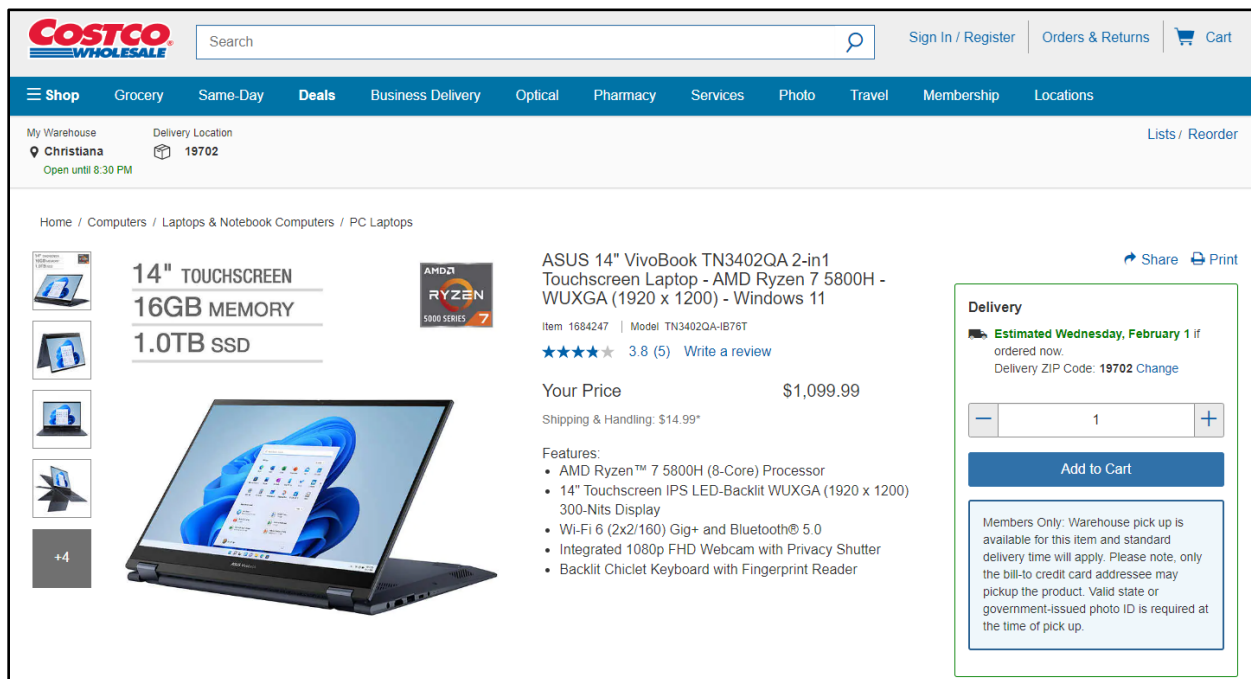 COSTCO
WHOLESALE
Search
Sign In / Register
Orders & Returns
Cart
Shop
Grocery
Same-Day
Deals
Business Delivery
Optical
Pharmacy
Services
Photo
Travel
Membership
Locations
My Warehouse
Christiana
Open until 8:30 PM
Delivery Location
19702
Lists / Reorder
Home / Computers / Laptops & Notebook Computers / PC Laptops
+4
14" TOUCHSCREEN
16GB MEMORY
1.0TB SSD
AMD
RYZEN
5000 SERIES 7
ASUS 14" VivoBook TN3402QA 2-in1
Touchscreen Laptop - AMD Ryzen 7 5800H -
WUXGA (1920 x 1200) - Windows 11
Item 1684247 | Model TN3402QA-IB76T
3.8 (5) Write a review
Your Price $1,099.99
Shipping & Handling: $14.99*
Features:
• AMD Ryzen™ 7 5800H (8-Core) Processor
• 14" Touchscreen IPS LED-Backlit WUXGA (1920 x 1200)
300-Nits Display
• Wi-Fi 6 (2x2/160) Gig+ and Bluetooth® 5.0
• Integrated 1080p FHD Webcam with Privacy Shutter
• Backlit Chiclet Keyboard with Fingerprint Reader
Share Print
Delivery
Estimated Wednesday, February 1 if
ordered now.
Delivery ZIP Code: 19702 Change
1
Add to Cart
Members Only: Warehouse pick up is
available for this item and standard
delivery time will apply. Please note, only
the bill-to credit card addressee may
pickup the product. Valid state or
government-issued photo ID is required at
the time of pick up.